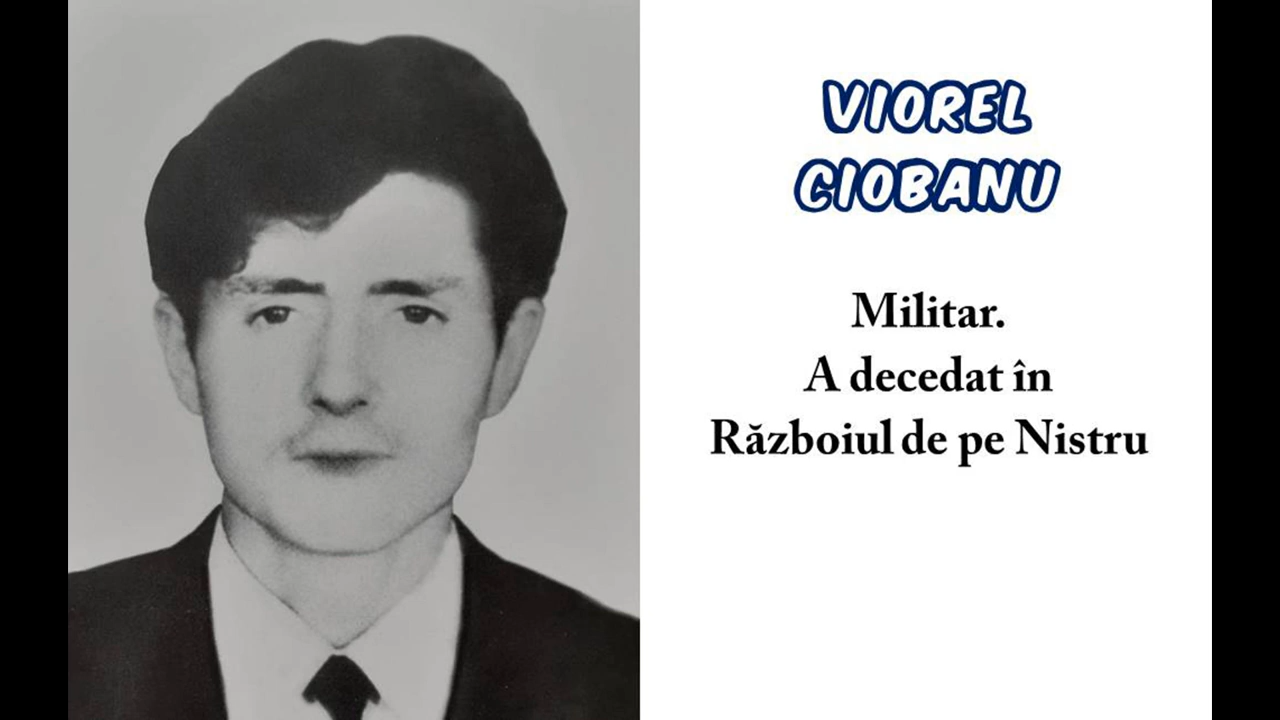 VIOREL
CIOBANU
Militar.
A decedat în
Războiul de pe Nistru